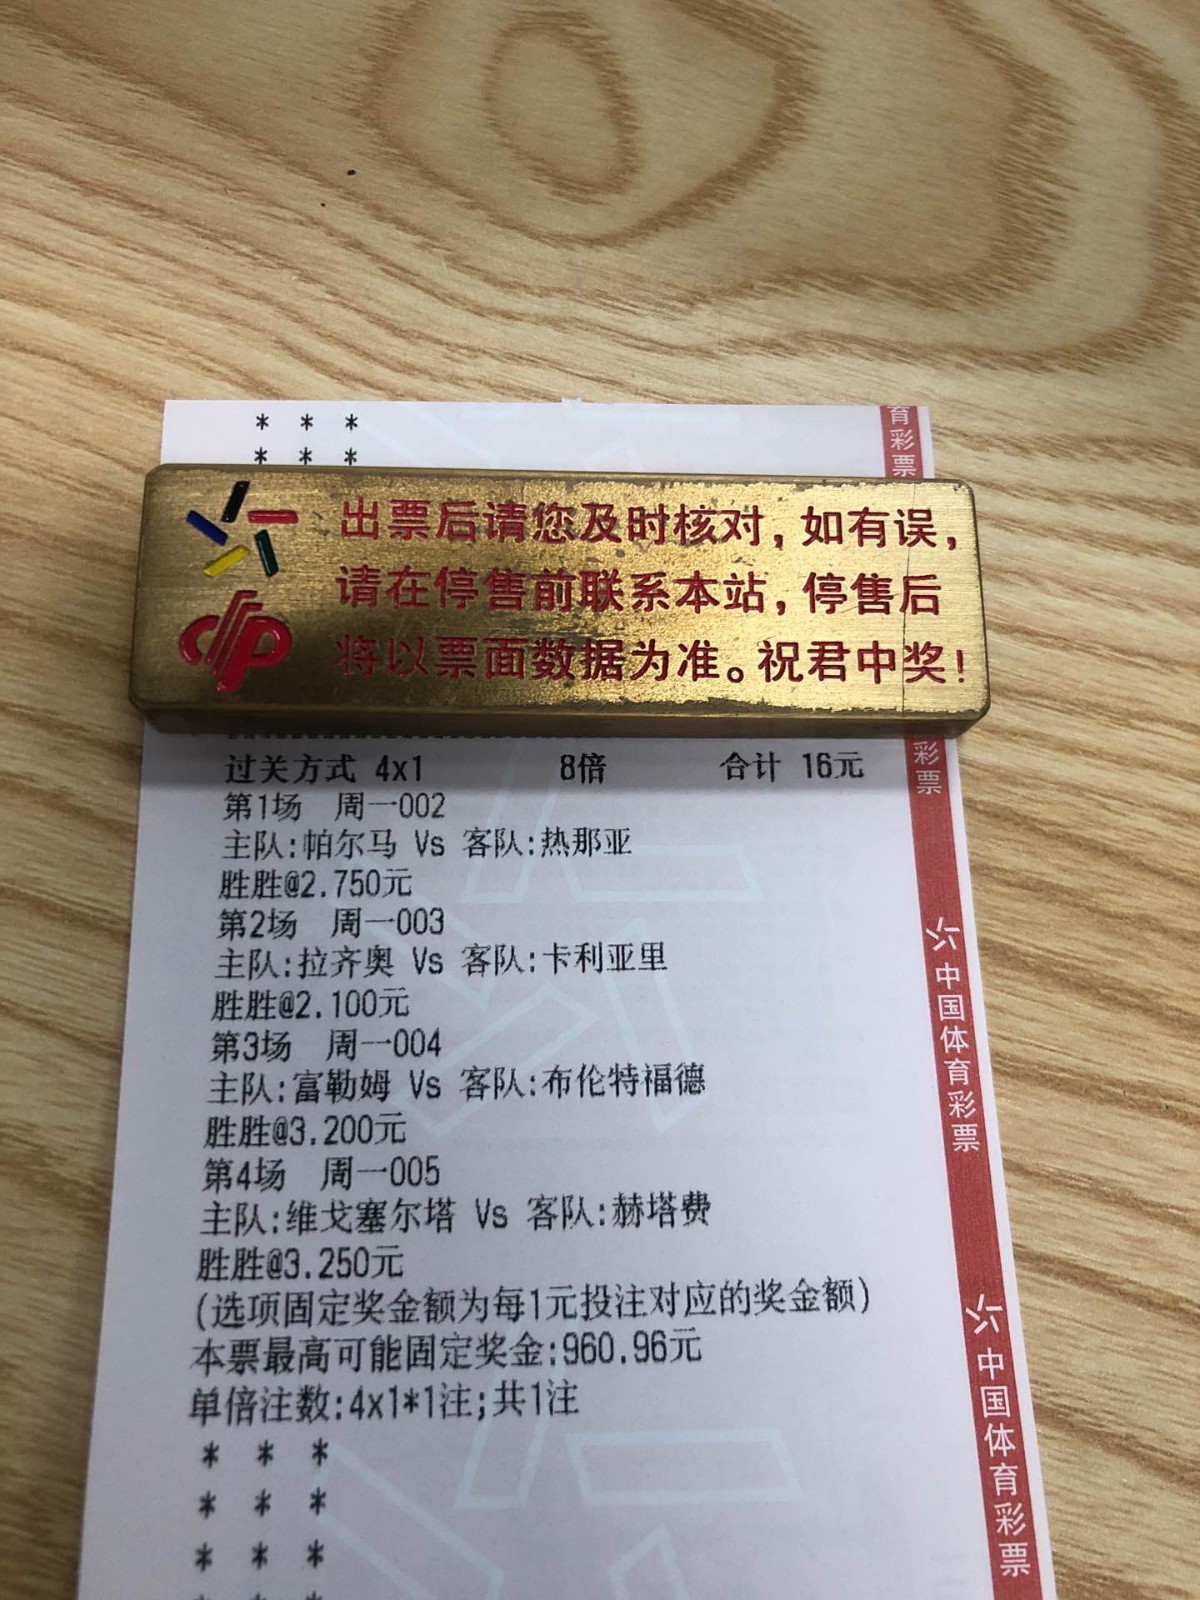 * * *
* * *
育彩票
出票后请您及时核对，如有误，
请在停售前联系本站，停售后
将以票面数据为准。祝君中奖！
过关方式 4x1 8倍 合计 16元
第1场 周一002
主队:帕尔马 Vs 客队:热那亚
胜胜@2.750元
第2场 周一003
主队:拉齐奥 Vs 客队:卡利亚里
胜胜@2.100元
第3场 周一004
主队:富勒姆 Vs 客队:布伦特福德
胜胜@3.200元
第4场 周一005
主队:维戈塞尔塔 Vs 客队:赫塔费
胜胜@3.250元
(选项固定奖金额为每1元投注对应的奖金额)
本票最高可能固定奖金:960.96元
单倍注数:4x1*1注;共1注
* * *
* * *
* * *
彩票
中国体育彩票
中国体育彩票